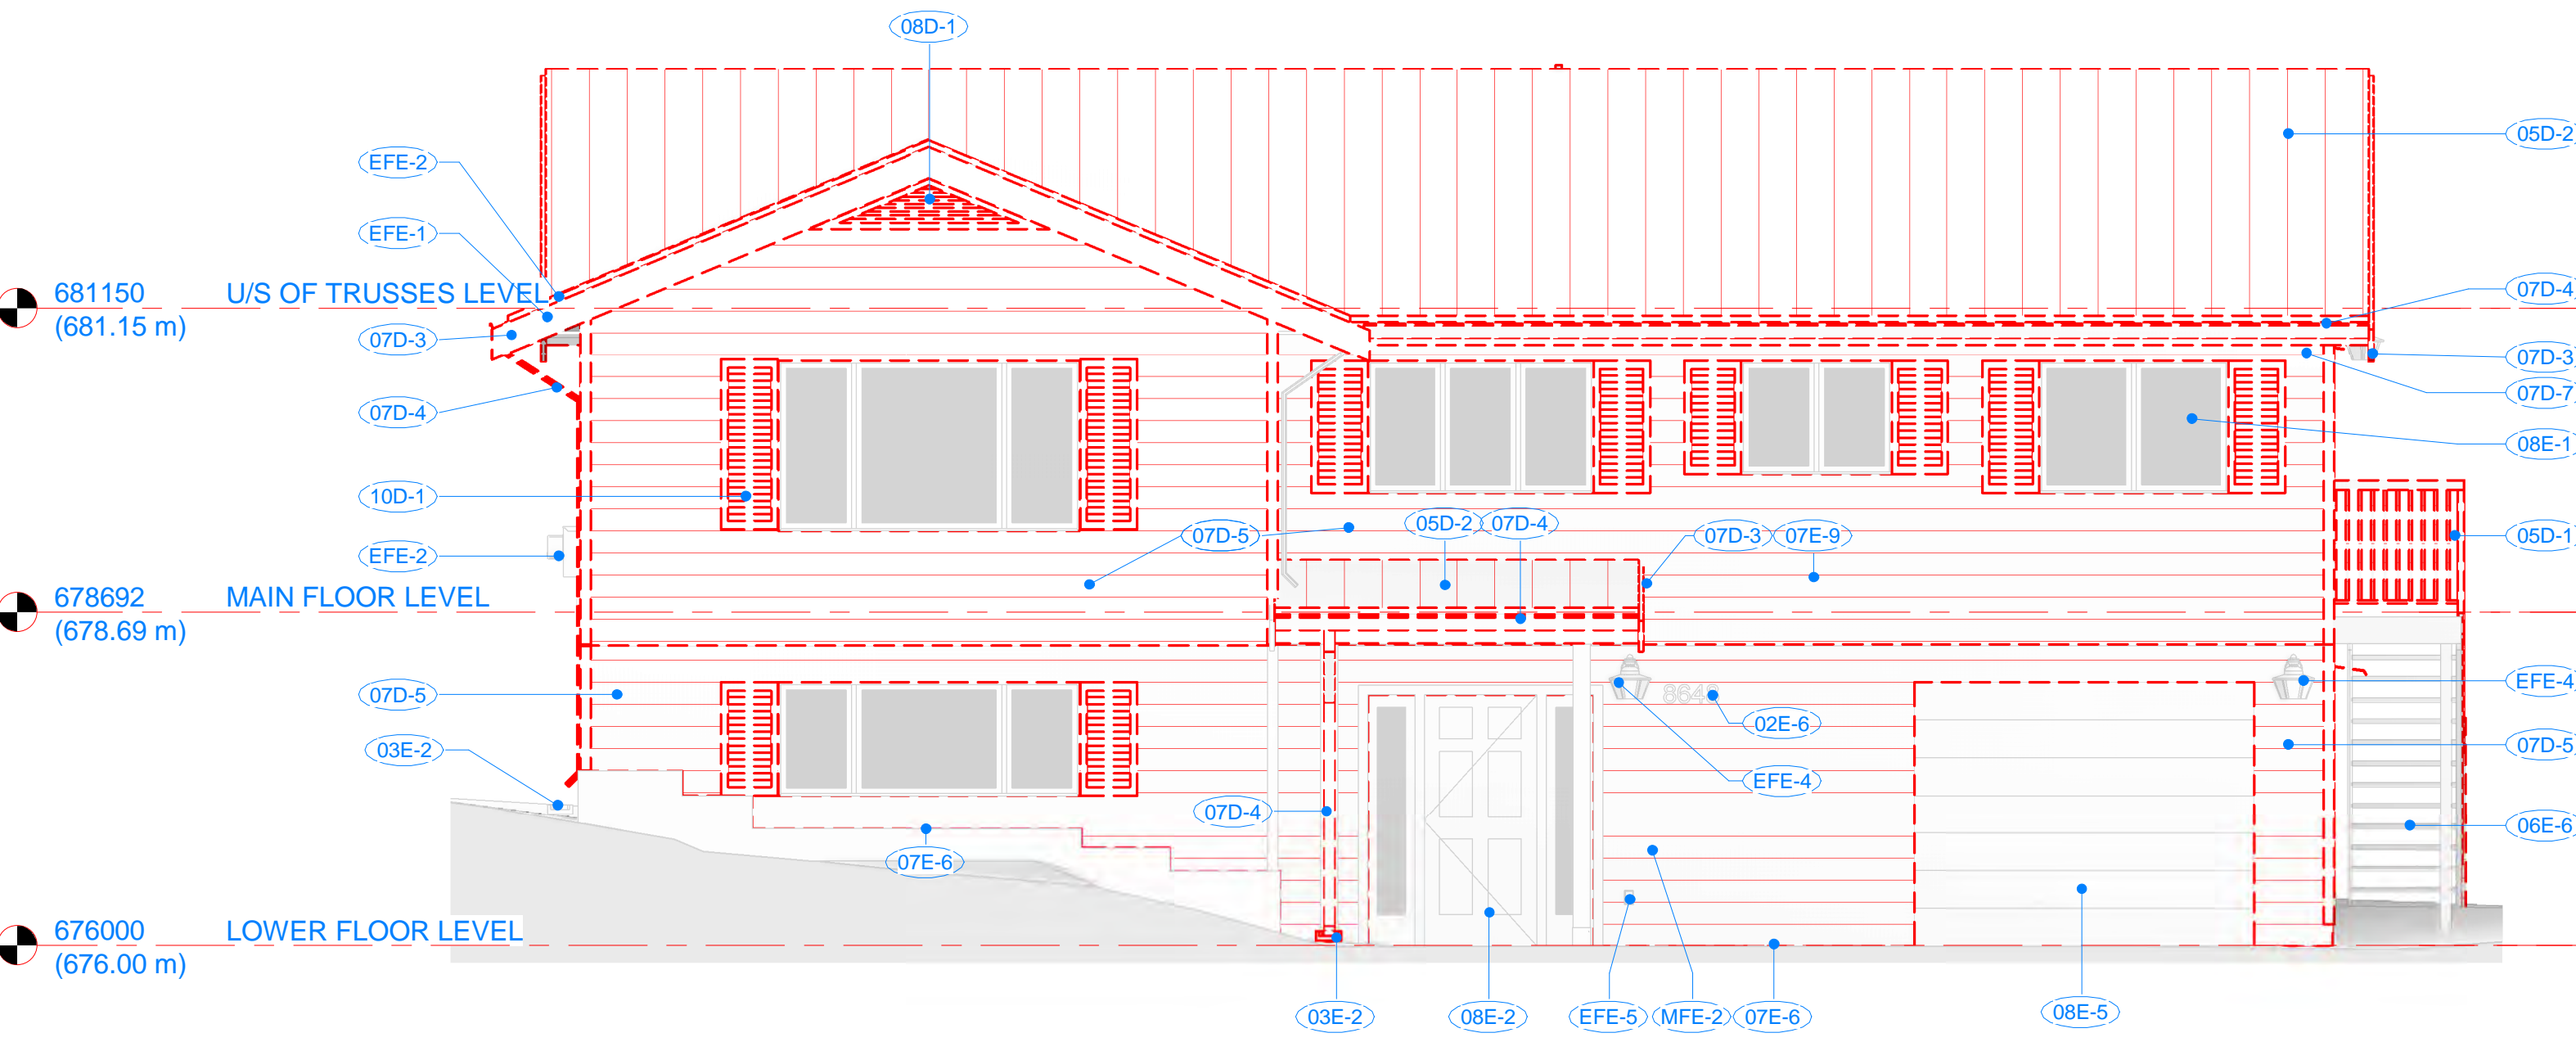 08D-1
05D-2
EFE-2
EFE-1
681150
U/S OF TRUSSES LEVEL
(681.15 m)
07D-4
07D-3
07D-3
07D-7
07D-4
08E-1
10D-1
07D-5
05D-2
07D-4
07D-3
07E-9
05D-1
EFE-2
678692
MAIN FLOOR LEVEL
(678.69 m)
07D-5
EFE-4
02E-6
03E-2
07D-5
EFE-4
07D-4
06E-6
07E-6
676000
LOWER FLOOR LEVEL
(676.00 m)
03E-2
08E-2
EFE-5
MFE-2
07E-6
08E-5